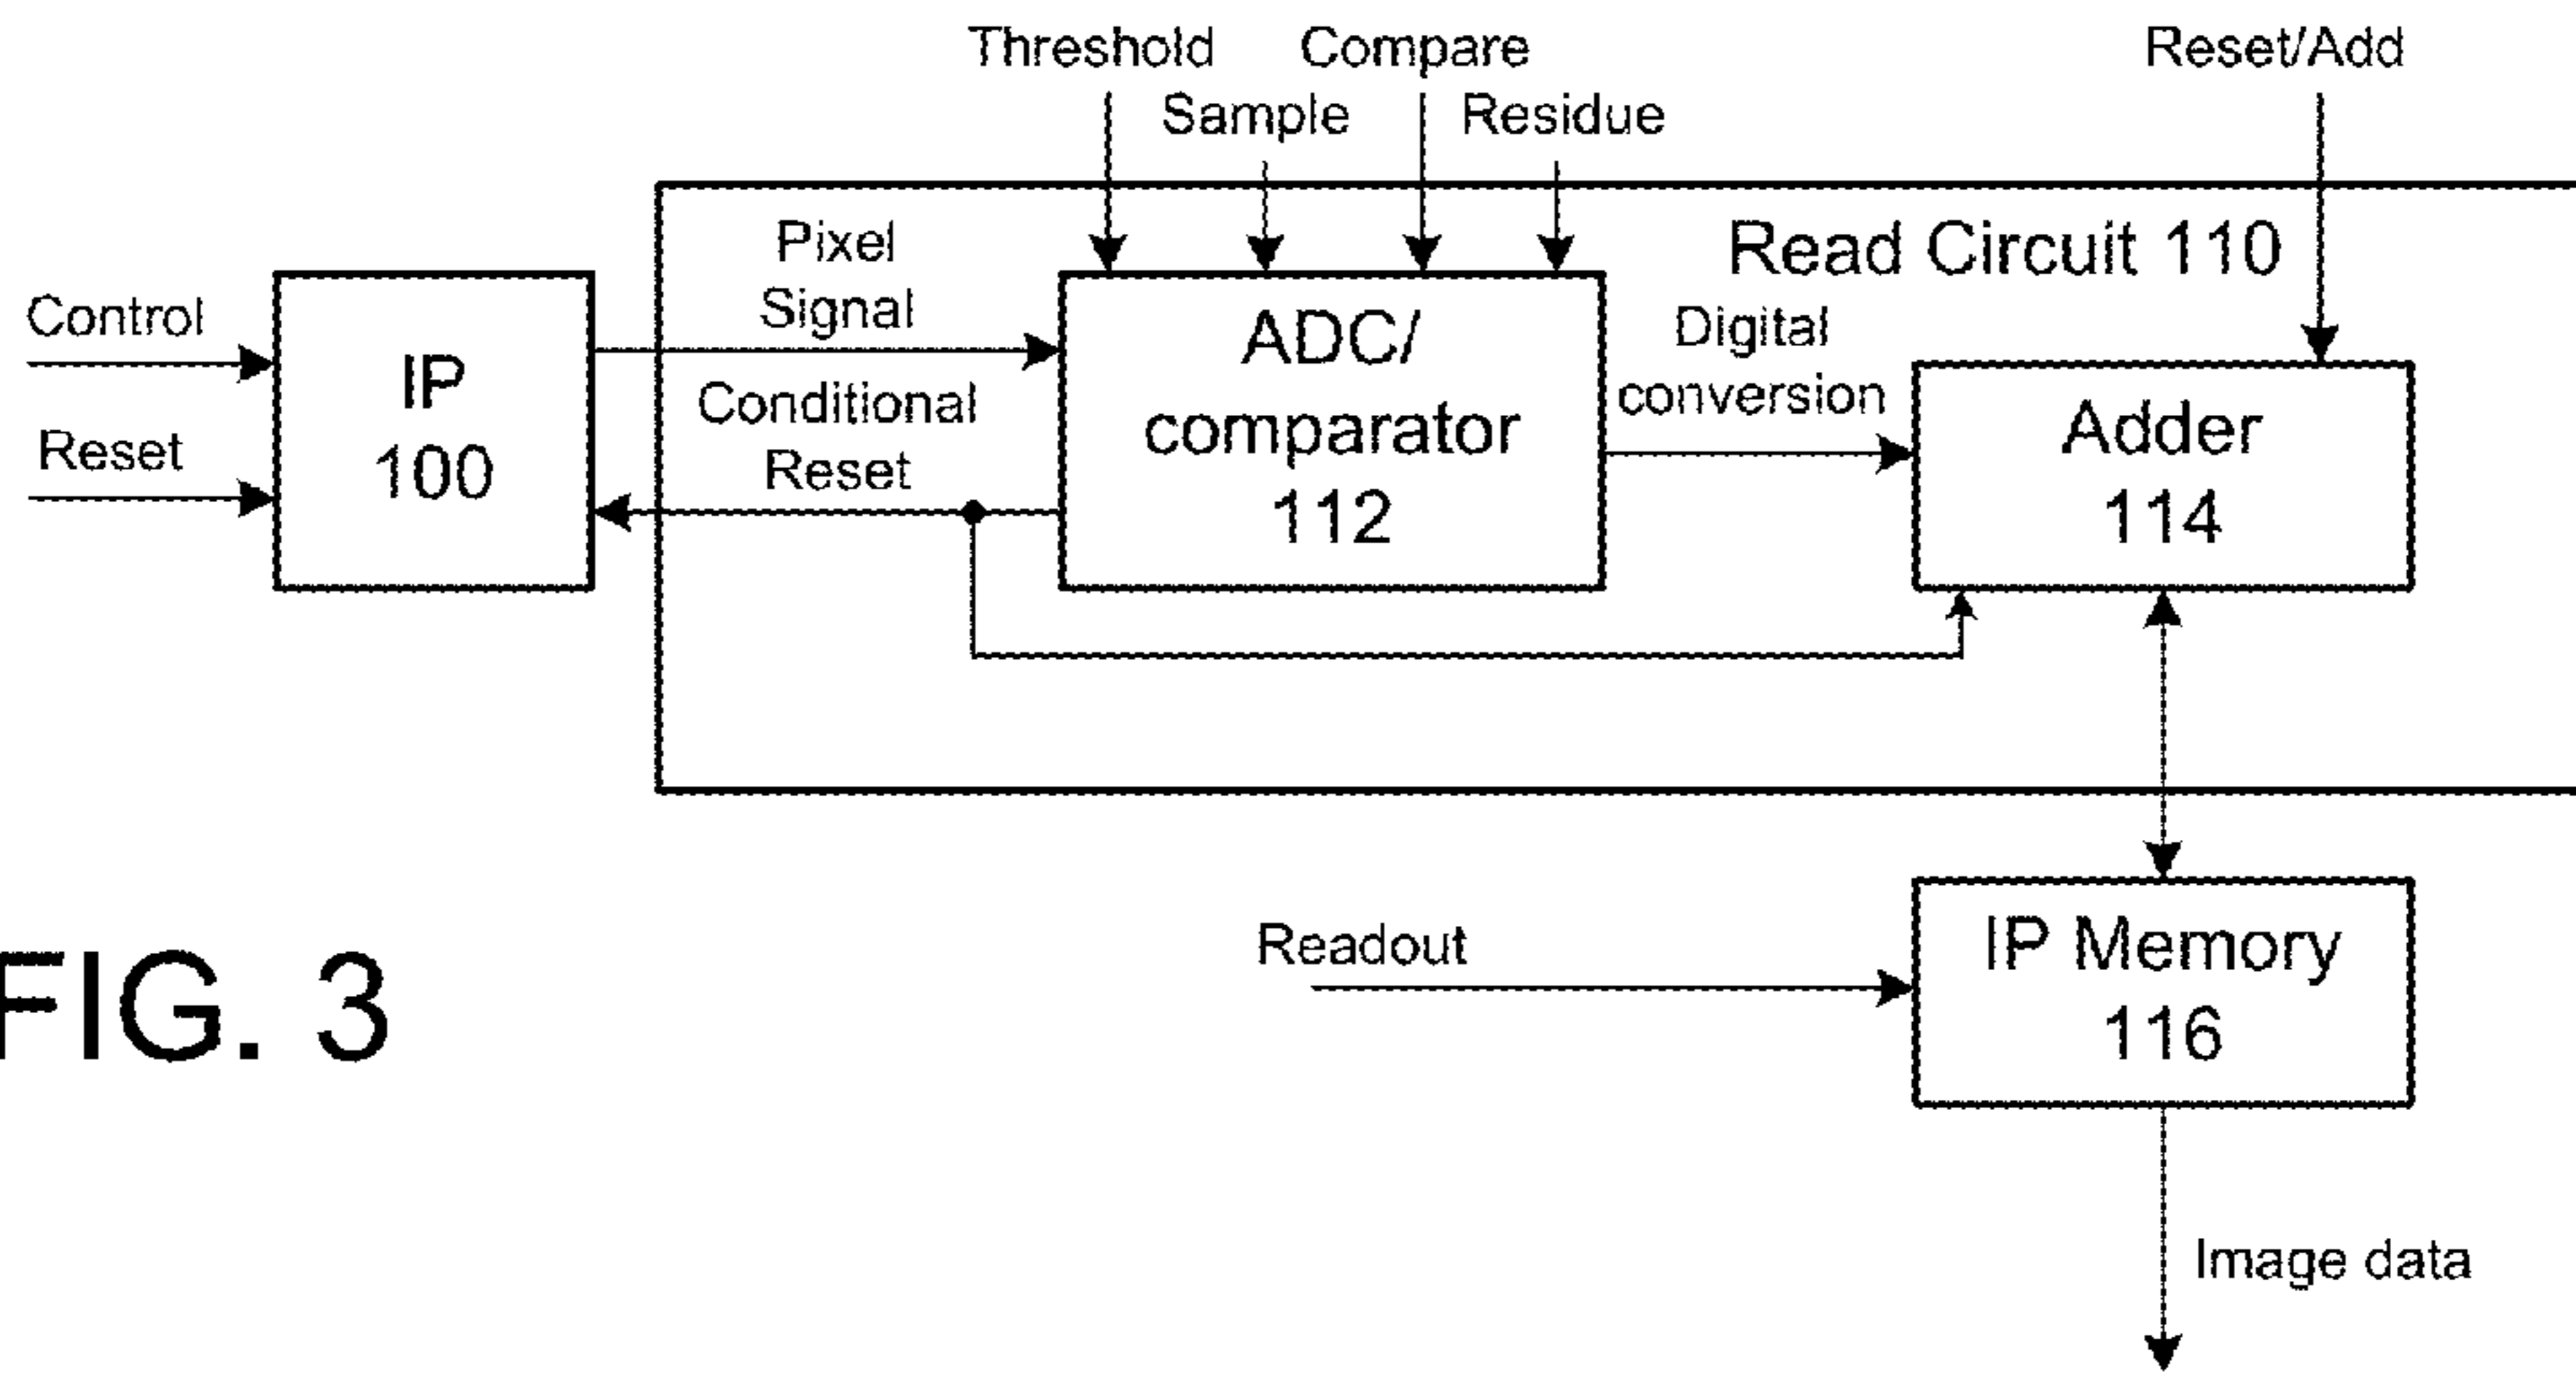 Threshold
Compare
Reset/Add
Sample
Residue
Read Circuit 110
Pixel
Signal
Control
IP
100
Reset
Conditional
Reset
ADC/
comparator
112
Digital
conversion
Adder
114
Readout
IP Memory
116
FIG. 3
Image data